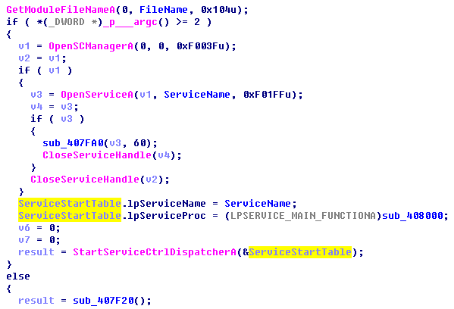 GetModuleFileNameA(0, FileName, 0x104u);
if ( *(_DWORD *)_p___argc() >= 2 )
{
v1 = OpenSCManagerA(0, 0, 0xF003Fu);
v2 = v1;
if ( v1 )
{
v3 = OpenServiceA(v1, ServiceName, 0xF01FFu);
v4 = v3;
if ( v3 )
{
sub_407FA0(v3, 60);
CloseServiceHandle(v4);
}
CloseServiceHandle(v2);
}
ServiceStartTable.lpServiceName = ServiceName;
ServiceStartTable.lpServiceProc = (LPSERVICE_MAIN_FUNCTIONA)sub_408000;
v6 = 0;
v7 = 0;
result = StartServiceCtrlDispatcherA(&ServiceStartTable);
}
else
{
result = sub_407F20();